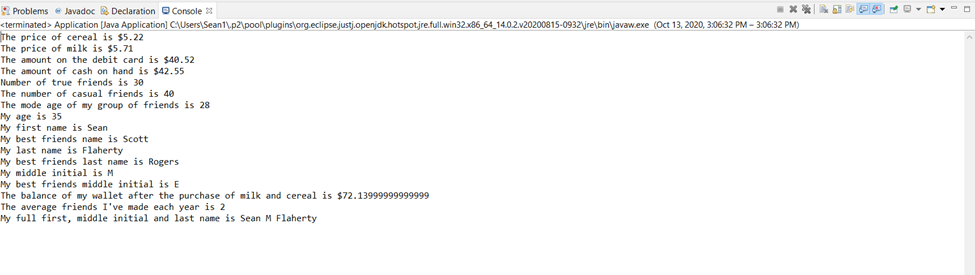 Problems Javadoc Declaration Console
<terminated> Application [Java Application] C:\Users\Sean1\.p2\pool\plugins\org.eclipse.justj.openjdk.hotspot.jre.full.win32.x86_64_14.0.2.v20200815-0932\jre\bin\javaw.exe (Oct 13, 2020, 3:06:32 PM – 3:06:32 PM)
The price of cereal is $5.22
The price of milk is $5.71
The amount on the debit card is $40.52
The amount of cash on hand is $42.55
Number of true friends is 30
The number of casual friends is 40
The mode age of my group of friends is 28
My age is 35
My first name is Sean
My best friends name is Scott
My last name is Flaherty
My best friends last name is Rogers
My middle initial is M
My best friends middle initial is E
The balance of my wallet after the purchase of milk and cereal is $72.13999999999999
The average friends I've made each year is 2
My full first, middle initial and last name is Sean M Flaherty